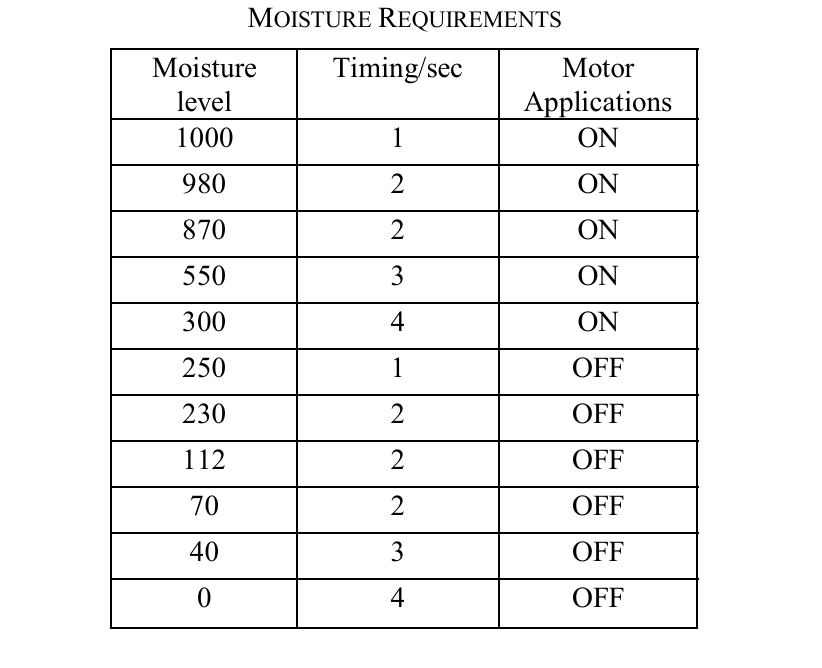 MOISTURE REQUIREMENTS
Moisture level Timing/sec Motor Applications
1000 1 ON
980 2 ON
870 2 ON
550 3 ON
300 4 ON
250 1 OFF
230 2 OFF
112 2 OFF
70 2 OFF
40 3 OFF
0 4 OFF